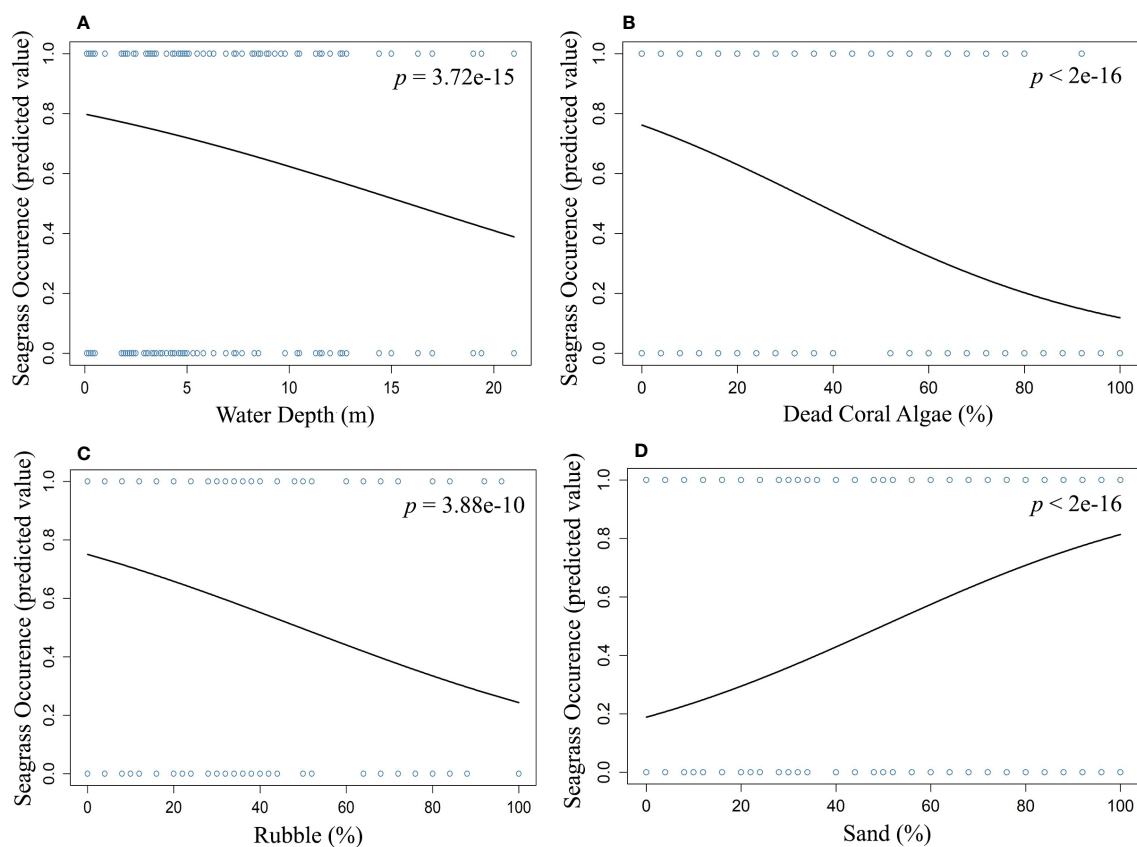 A
Seagrass Occurence (predicted value)
1.0
0.8
0.6
0.4
0.2
0.0
p = 3.72e-15
0 5 10 15 20
Water Depth (m)
B
Seagrass Occurence (predicted value)
1.0
0.8
0.6
0.4
0.2
0.0
p < 2e-16
0 20 40 60 80 100
Dead Coral Algae (%)
C
Seagrass Occurence (predicted value)
1.0
0.8
0.6
0.4
0.2
0.0
p = 3.88e-10
0 20 40 60 80 100
Rubble (%)
D
Seagrass Occurence (predicted value)
1.0
0.8
0.6
0.4
0.2
0.0
p < 2e-16
0 20 40 60 80 100
Sand (%)